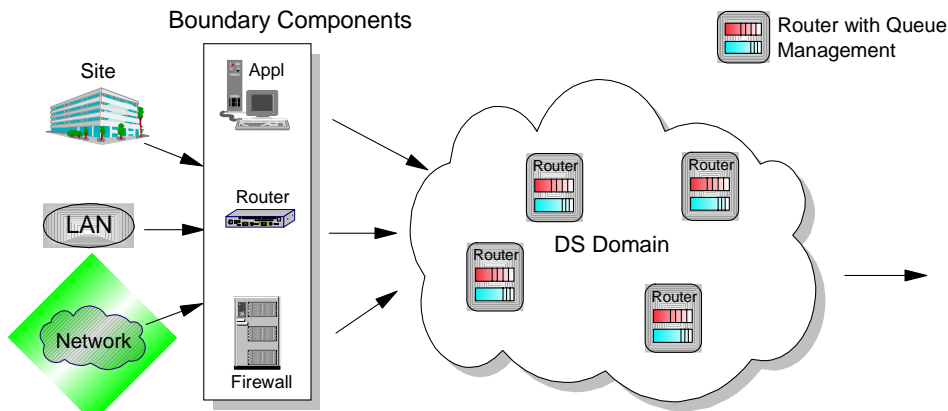 Boundary Components
Router with Queue
Management
Site
Appl
Router
Router
LAN
Router
DS Domain
Router
Router
Network
Firewall